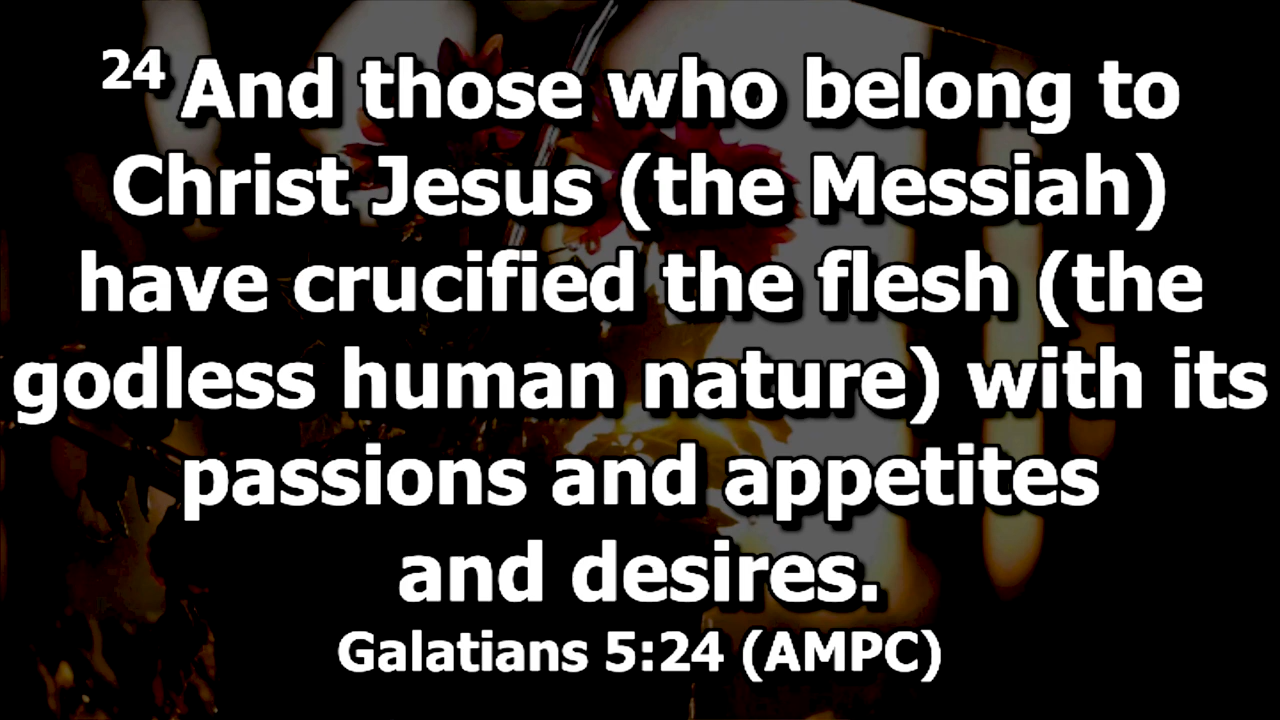 24 And those who belong to
Christ Jesus (the Messiah)
have crucified the flesh (the
godless human nature) with its
passions and appetites
and desires.
Galatians 5:24 (AMPC)